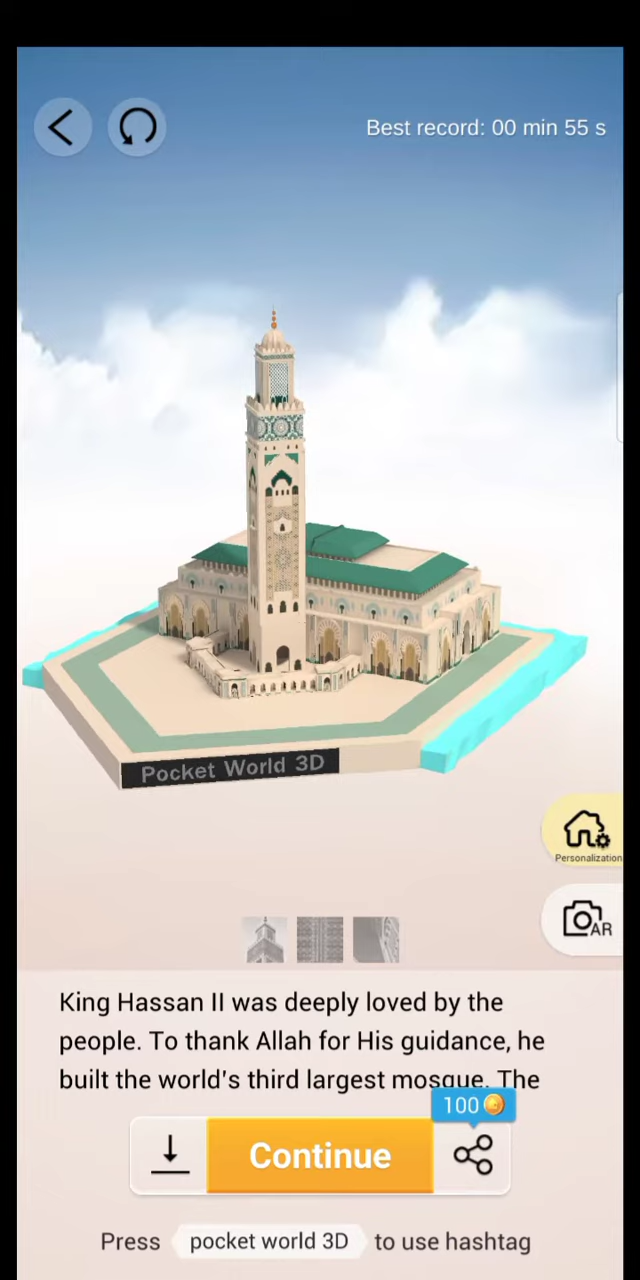 Best record: 00 min 55 s
Pocket World 3D
Personalization
AR
King Hassan II was deeply loved by the
people. To thank Allah for His guidance, he
built the world's third largest mosque. The
100
Continue
Press pocket world 3D to use hashtag